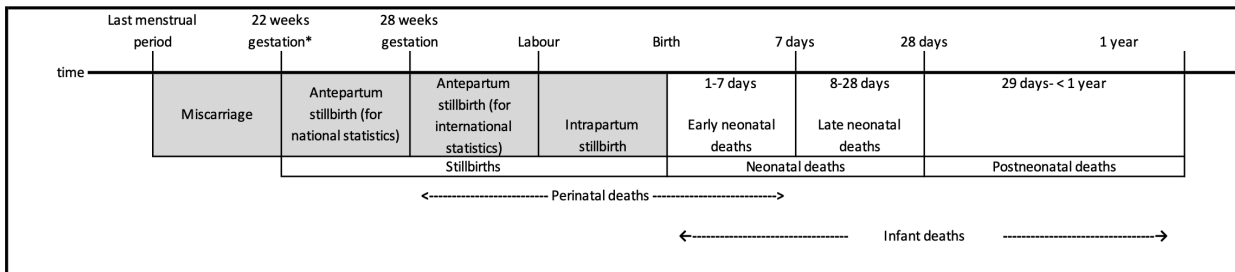 Last menstrual period
22 weeks gestation*
28 weeks gestation
Labour
Birth
7 days
28 days
1 year
time
Miscarriage
Antepartum
stillbirth (for
national statistics)
Antepartum
stillbirth (for
international
statistics)
Intrapartum
stillbirth
1-7 days
Early neonatal
deaths
8-28 days
Late neonatal
deaths
29 days- < 1 year
Stillbirths
Neonatal deaths
Postneonatal deaths
Perinatal deaths
Infant deaths